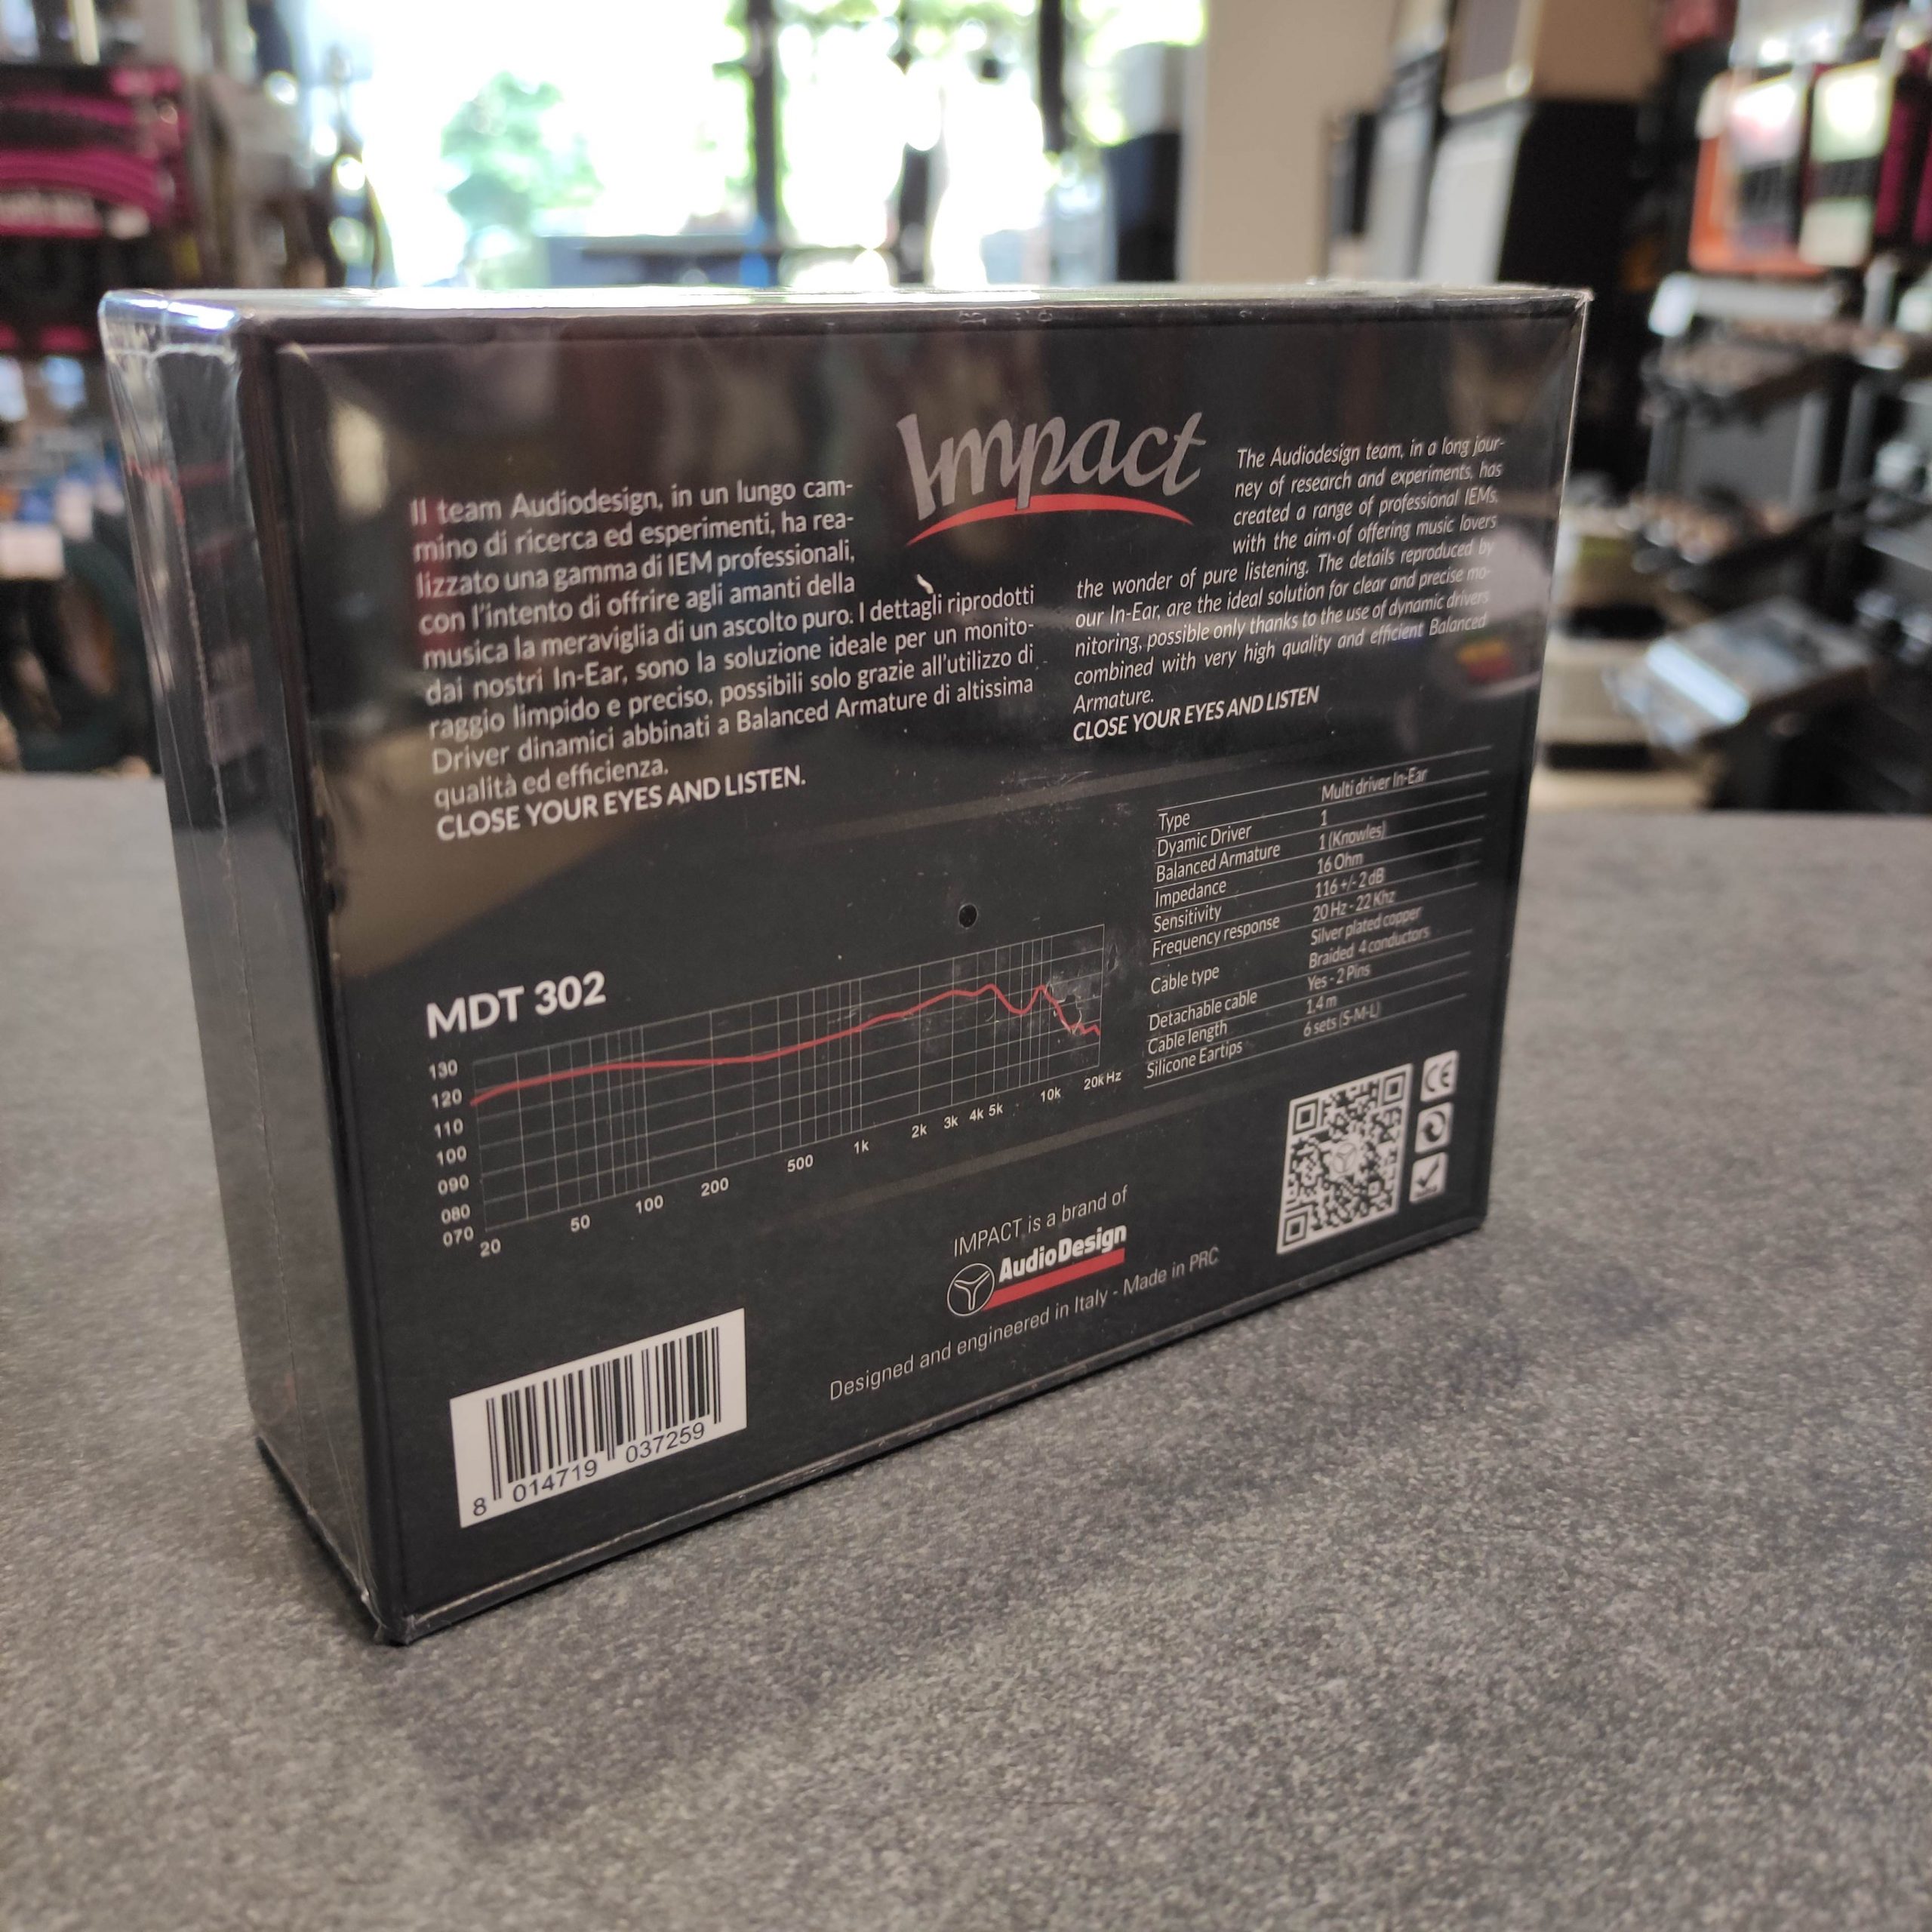 Impact
Il team Audiodesign, in un lungo cam-
mino di ricerca ed esperimenti, ha rea-
lizzato una gamma di IEM professionali,
con l'intento di offrire agli amanti della
musica la meraviglia di un ascolto puro. I dettagli riprodotti
dai nostri In-Ear, sono la soluzione ideale per un monito-
raggio limpido e preciso, possibili solo grazie all'utilizzo di
Driver dinamici abbinati a Balanced Armature di altissima
qualità ed efficienza.
CLOSE YOUR EYES AND LISTEN.
The Audiodesign team, in a long jour-
ney of research and experiments, has
created a range of professional IEMs,
with the aim of offering music lovers
the wonder of pure listening. The details reproduced by
our In-Ear, are the ideal solution for clear and precise mo-
nitoring, possible only thanks to the use of dynamic drivers
combined with very high quality and efficient Balanced
Armature.
CLOSE YOUR EYES AND LISTEN
MDT 302
130
120
110
100
090
080
070
20 50 100 200 500 1k 2k 3k 4k 5k 10k 20k Hz
Type Multi driver In-Ear
Dyamic Driver 1
Balanced Armature 1 (Knowles)
Impedance 16 Ohm
Sensitivity 116 +/- 2 dB
Frequency response 20 Hz - 22 Khz
Cable type Silver plated copper
Braided 4 conductors
Detachable cable Yes - 2 Pins
Cable length 1,4 m
Silicone Eartips 6 sets (S-M-L)
CE
IMPACT is a brand of
AudioDesign
Designed and engineered in Italy - Made in PRC
8 014719 037259